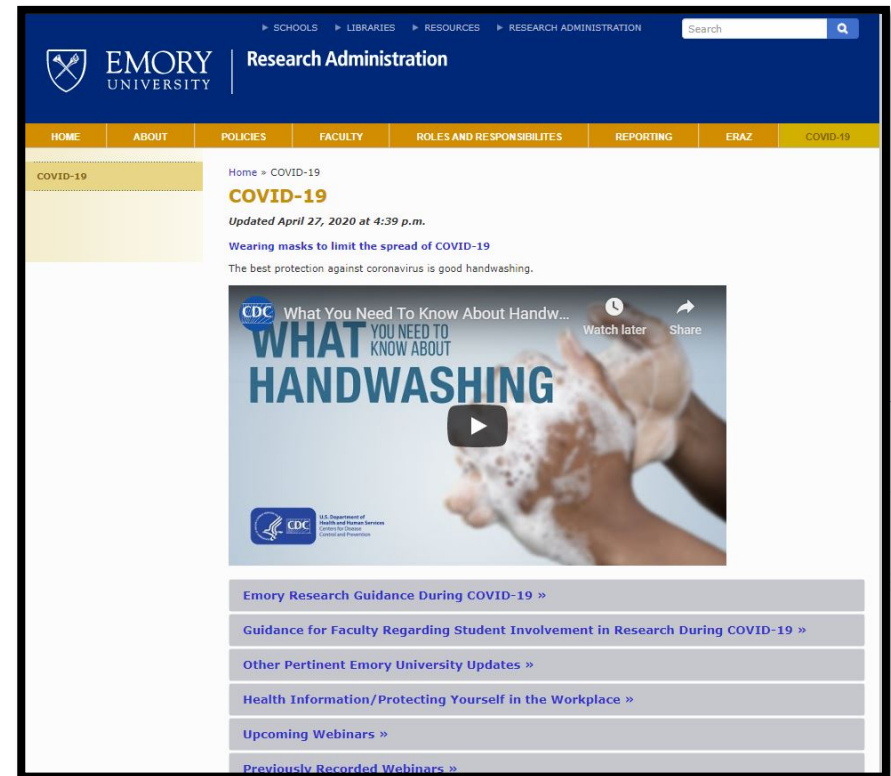 ▶ SCHOOLS ▶ LIBRARIES ▶ RESOURCES ▶ RESEARCH ADMINISTRATION
Search
EMORY
UNIVERSITY
Research Administration
HOME ABOUT POLICIES FACULTY ROLES AND RESPONSIBILITES REPORTING ERAZ COVID-19
COVID-19
Home » COVID-19
COVID-19
Updated April 27, 2020 at 4:39 p.m.
Wearing masks to limit the spread of COVID-19
The best protection against coronavirus is good handwashing.
CDC What You Need To Know About Handw...
Watch later Share
WHAT YOU NEED TO
KNOW ABOUT
HANDWASHING
CDC
U.S. Department of
Health and Human Services
Centers for Disease
Control and Prevention
Emory Research Guidance During COVID-19 »
Guidance for Faculty Regarding Student Involvement in Research During COVID-19 »
Other Pertinent Emory University Updates »
Health Information/Protecting Yourself in the Workplace »
Upcoming Webinars »
Previously Recorded Webinars »